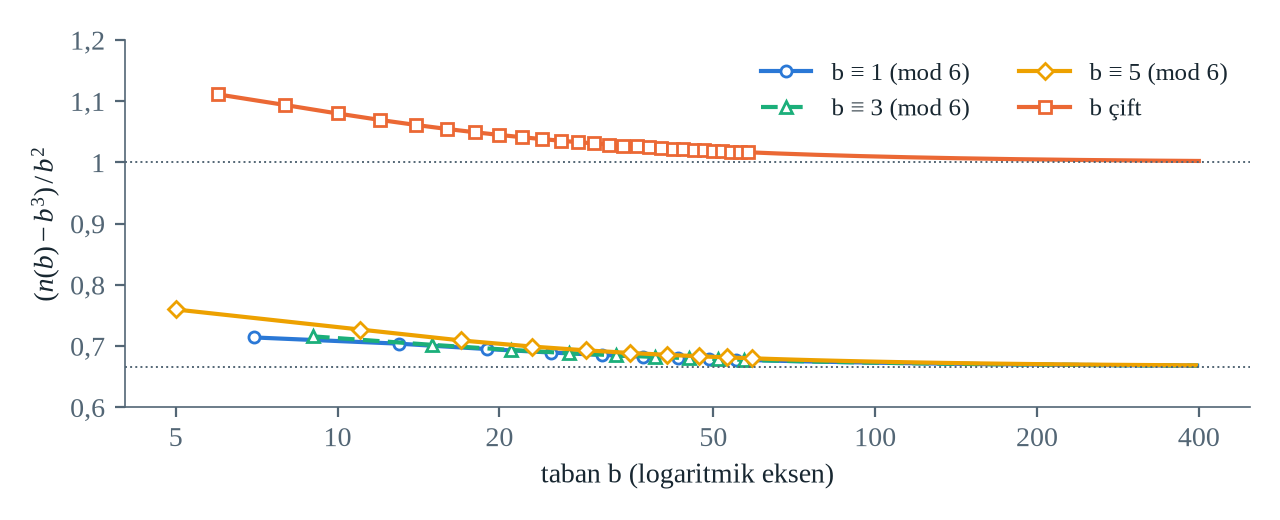 1,2
1,1
1
0,9
0,8
0,7
0,6
(n(b) − b³) / b²
b ≡ 1 (mod 6)
b ≡ 3 (mod 6)
b ≡ 5 (mod 6)
b çift
5
10
20
50
100
200
400
taban b (logaritmik eksen)